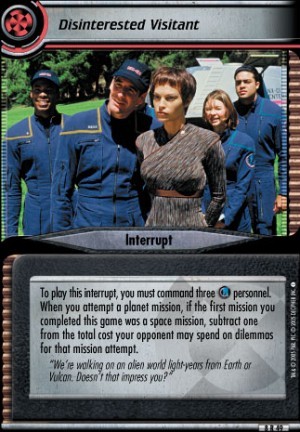 Disinterested Visitant
Interrupt
To play this interrupt, you must command three personnel.
When you attempt a planet mission, if the first mission you
completed this game was a space mission, subtract one
from the total cost your opponent may spend on dilemmas
for that mission attempt.
"We're walking on an alien world light-years from Earth or
Vulcan. Doesn't that impress you?"